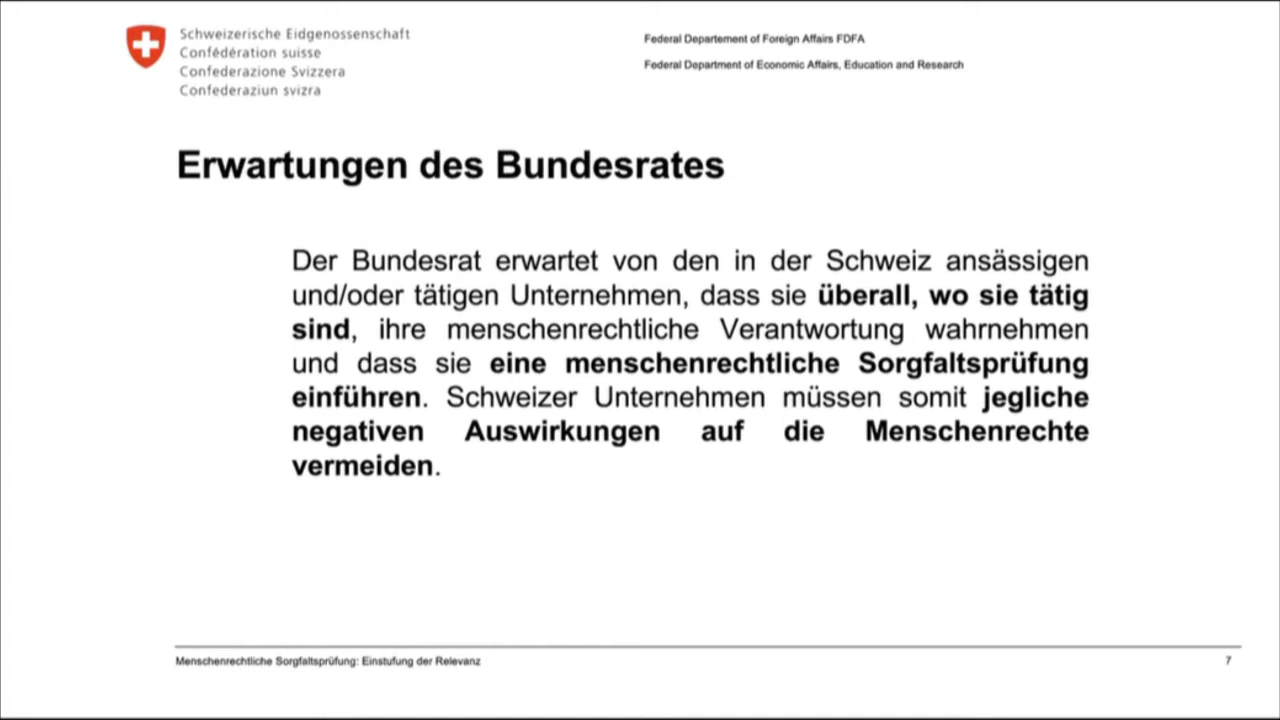 Schweizerische Eidgenossenschaft
Confédération suisse
Confederazione Svizzera
Confederaziun svizra
Federal Departement of Foreign Affairs FDFA
Federal Department of Economic Affairs, Education and Research
Erwartungen des Bundesrates
Der Bundesrat erwartet von den in der Schweiz ansässigen
und/oder tätigen Unternehmen, dass sie überall, wo sie tätig
sind, ihre menschenrechtliche Verantwortung wahrnehmen
und dass sie eine menschenrechtliche Sorgfaltsprüfung
einführen. Schweizer Unternehmen müssen somit jegliche
negativen Auswirkungen auf die Menschenrechte
vermeiden.
Menschenrechtliche Sorgfaltsprüfung: Einstufung der Relevanz
7